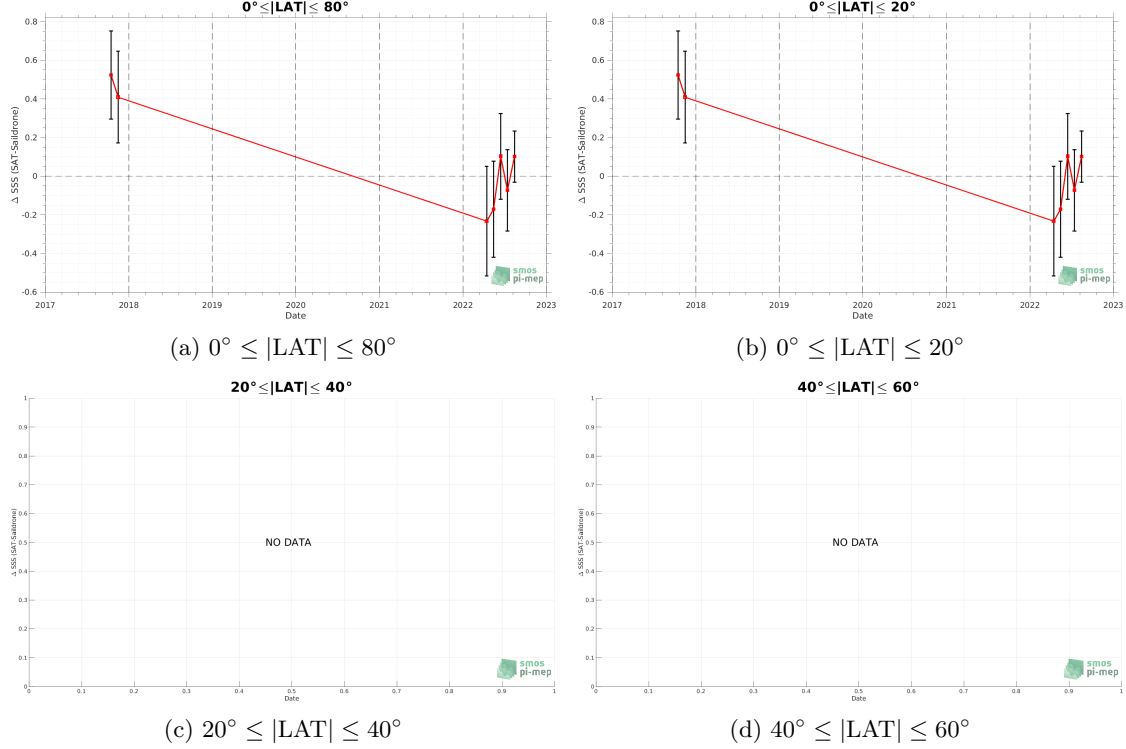 0°≤|LAT|≤ 80°
0.8
0.6
0.4
0.2
0
-0.2
-0.4
-0.6
Δ SSS (SAT-Saildrone)
2017 2018 2019 2020 2021 2022 2023
Date
smos
pi-mep
(a) 0° ≤ |LAT| ≤ 80°
0°≤|LAT|≤ 20°
0.8
0.6
0.4
0.2
0
-0.2
-0.4
-0.6
Δ SSS (SAT-Saildrone)
2017 2018 2019 2020 2021 2022 2023
Date
smos
pi-mep
(b) 0° ≤ |LAT| ≤ 20°
20°≤|LAT|≤ 40°
1
0.9
0.8
0.7
0.6
0.5
0.4
0.3
0.2
0.1
0
Δ SSS (SAT-Saildrone)
NO DATA
0 0.1 0.2 0.3 0.4 0.5 0.6 0.7 0.8 0.9 1
Date
smos
pi-mep
(c) 20° ≤ |LAT| ≤ 40°
40°≤|LAT|≤ 60°
1
0.9
0.8
0.7
0.6
0.5
0.4
0.3
0.2
0.1
0
Δ SSS (SAT-Saildrone)
NO DATA
0 0.1 0.2 0.3 0.4 0.5 0.6 0.7 0.8 0.9 1
Date
smos
pi-mep
(d) 40° ≤ |LAT| ≤ 60°